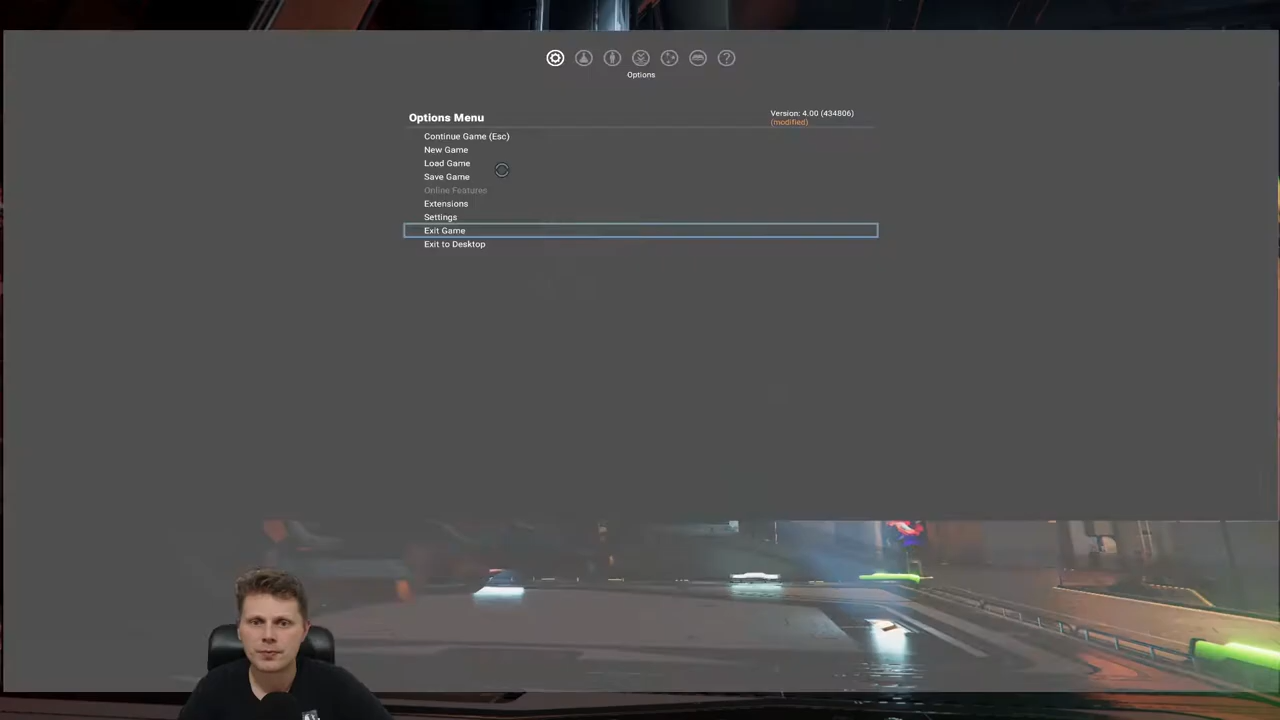 Options
Options Menu
Version: 4.00 (434806)
(modified)
Continue Game (Esc)
New Game
Load Game
Save Game
Online Features
Extensions
Settings
Exit Game
Exit to Desktop